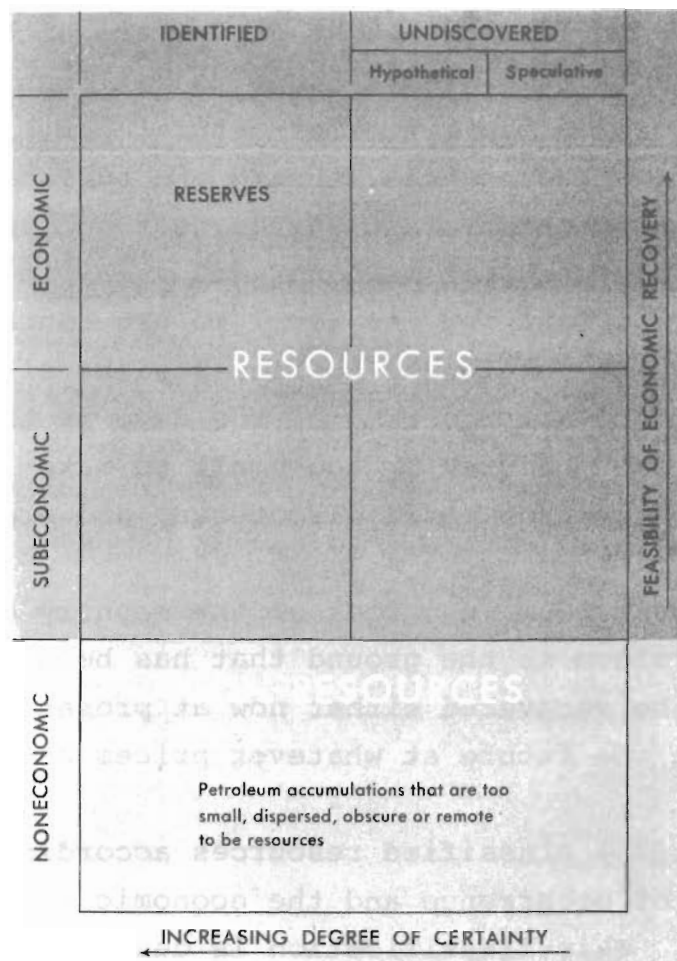 IDENTIFIED
UNDISCOVERED
Hypothetical
Speculative
ECONOMIC
RESERVES
RESOURCES
SUBECONOMIC
FEASIBILITY OF ECONOMIC RECOVERY
NONECONOMIC
Petroleum accumulations that are too
small, dispersed, obscure or remote
to be resources
INCREASING DEGREE OF CERTAINTY